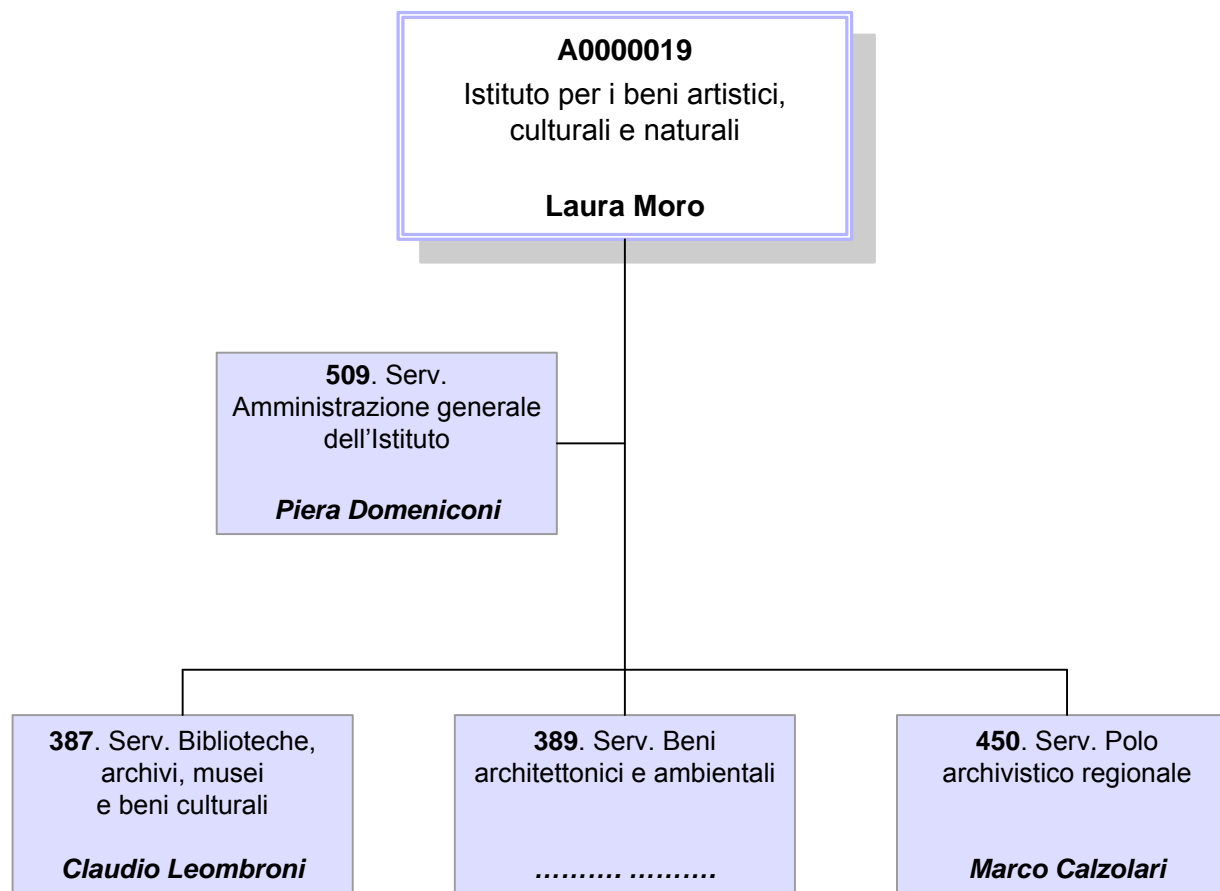 A0000019
Istituto per i beni artistici,
culturali e naturali
Laura Moro
509. Serv.
Amministrazione generale
dell’Istituto
Piera Domeniconi
387. Serv. Biblioteche,
archivi, musei
e beni culturali
Claudio Leombroni
389. Serv. Beni
architettonici e ambientali
………. ……….
450. Serv. Polo
archivistico regionale
Marco Calzolari